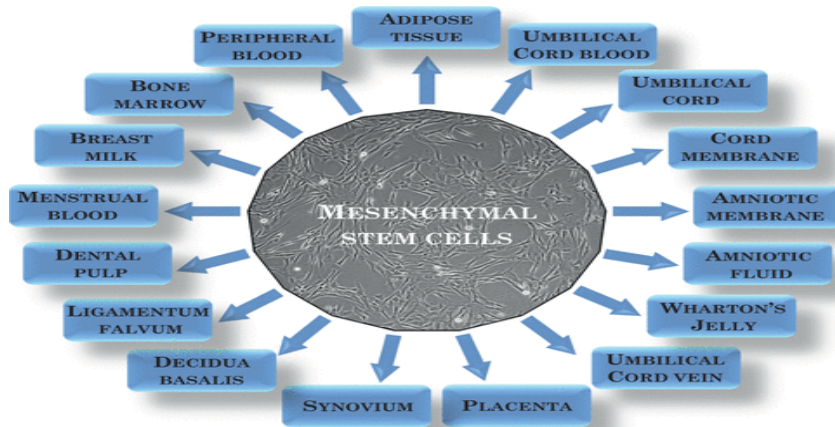 ADIPOSE
TISSUE
UMBILICAL
CORD BLOOD
UMBILICAL
CORD
CORD
MEMBRANE
AMNIOTIC
MEMBRANE
AMNIOTIC
FLUID
WHARTON'S
JELLY
UMBILICAL
CORD VEIN
PLACENTA
SYNOVIUM
DECIDUA
BASALIS
LIGAMENTUM
FALVUM
DENTAL
PULP
MENSTRUAL
BLOOD
BREAST
MILK
BONE
MARROW
PERIPHERAL
BLOOD
MESENCHYMAL
STEM CELLS